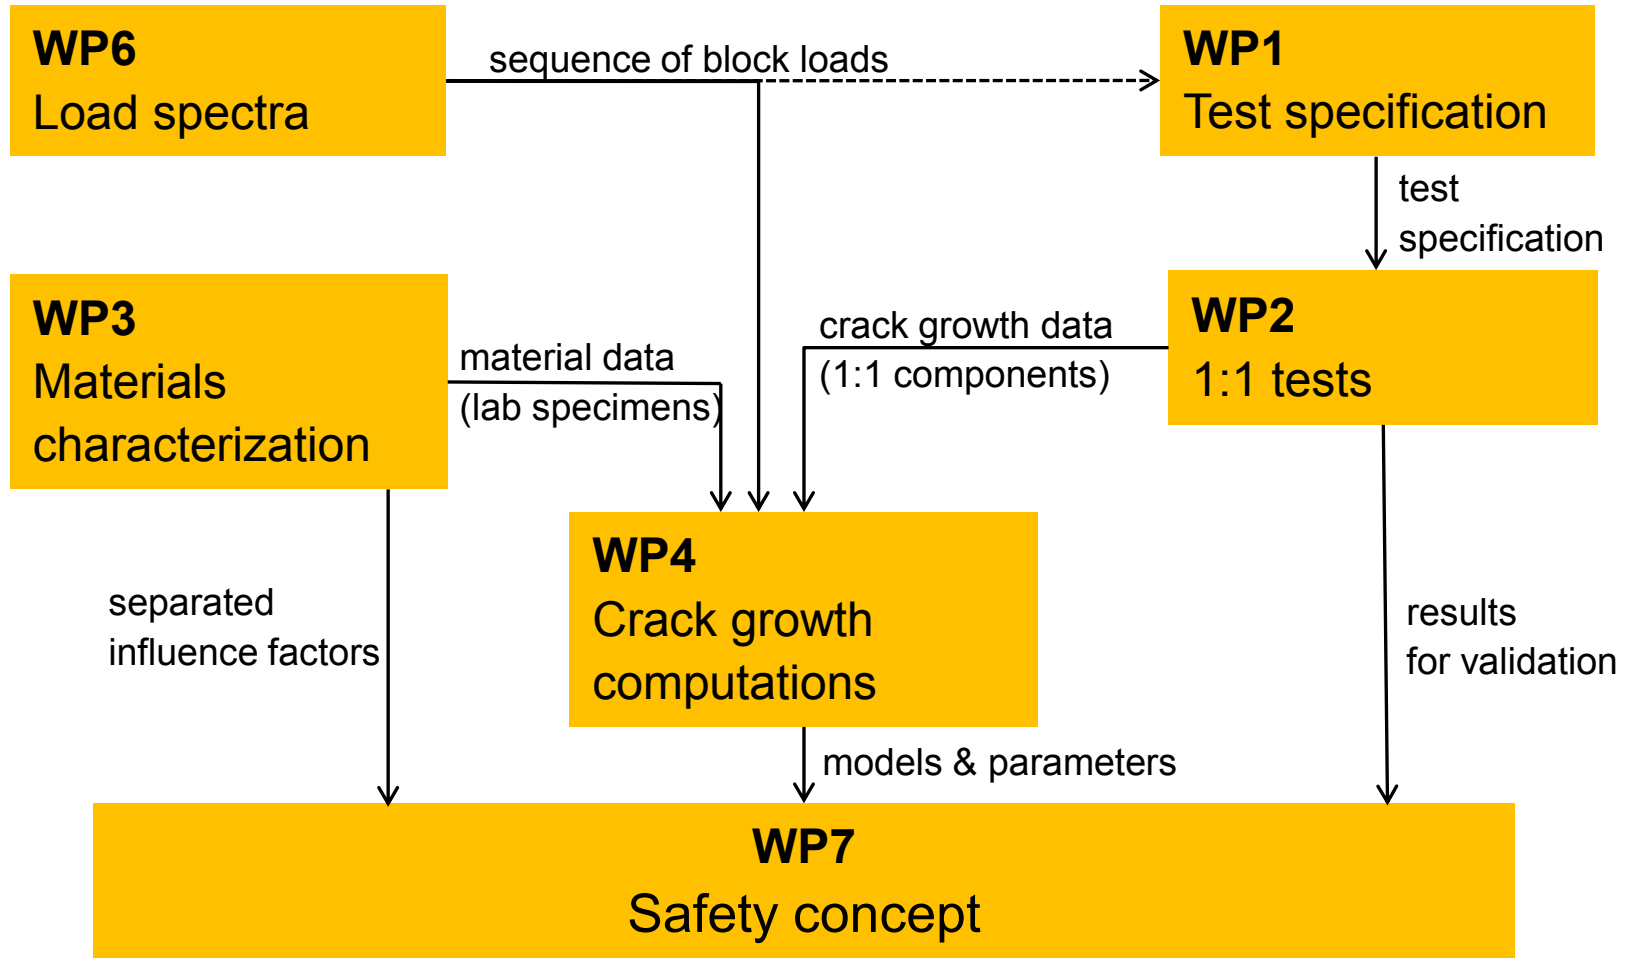 WP6
Load spectra
sequence of block loads
WP1
Test specification
test
specification
WP3
Materials
characterization
material data
(lab specimens)
crack growth data
(1:1 components)
WP2
1:1 tests
WP4
Crack growth
computations
separated
influence factors
results
for validation
models & parameters
WP7
Safety concept